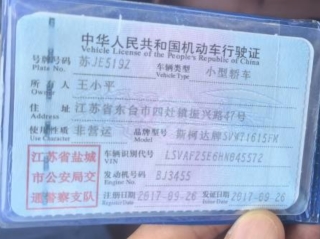 中华人民共和国机动车行驶证
Vehicle License of the People's Republic of China
号牌号码 苏JE519Z 车辆类型 小型轿车
Plate No. Vehicle Type
所有人 王小平
Owner
住址 江苏省东台市四灶镇振兴路47号
Address
使用性质 非营运 品牌型号 斯柯达牌SVW71615FM
江苏省盐城 车辆识别代号 LSVAF25E6HN045572
VIN
市公安局交 发动机号码 BJ3455
Engine No.
通警察支队 注册日期 2017-09-26 发证日期 2017-09-26